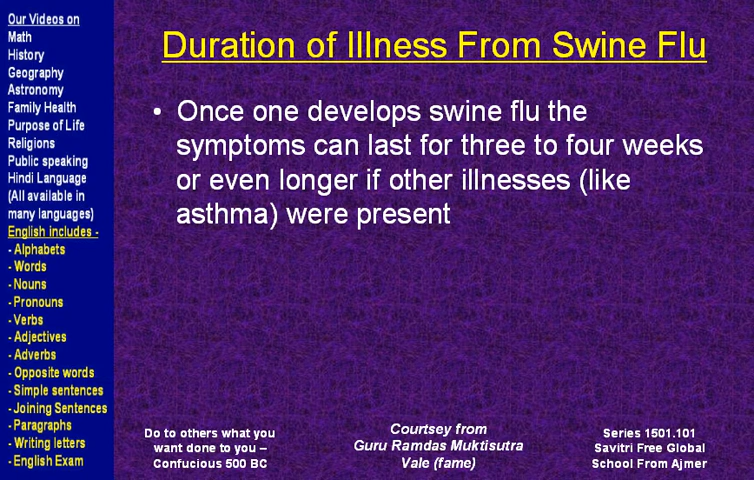 Our Videos on
Math
History
Geography
Astronomy
Family Health
Purpose of Life
Religions
Public speaking
Hindi Language
(All available in
many languages)
English includes -
- Alphabets
- Words
- Nouns
- Pronouns
- Verbs
- Adjectives
- Adverbs
- Opposite words
- Simple sentences
- Joining Sentences
- Paragraphs
- Writing letters
- English Exam
Duration of Illness From Swine Flu
• Once one develops swine flu the
symptoms can last for three to four weeks
or even longer if other illnesses (like
asthma) were present
Do to others what you
want done to you –
Confucious 500 BC
Courtsey from
Guru Ramdas Muktisutra
Vale (fame)
Series 1501.101
Savitri Free Global
School From Ajmer